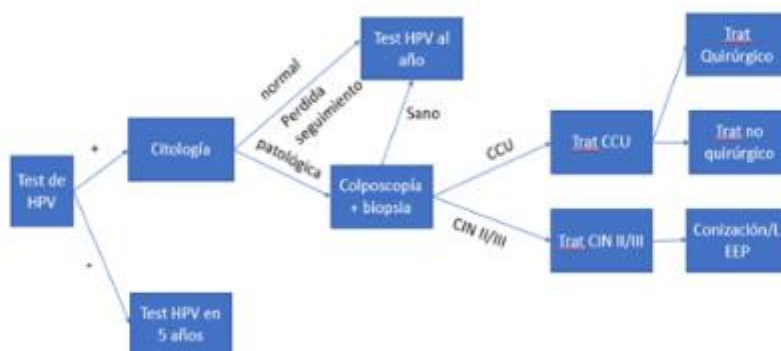 Test de
HPV
+
-
Citología
Test HPV en
5 años
normal
Perdida
seguimiento
patológica
Test HPV al
año
Sano
Colposcopía
+ biopsia
CCU
CIN II/III
Trat CCU
Trat CIN II/III
Trat
Quirúrgico
Trat no
quirúrgico
Conización/L
EEP